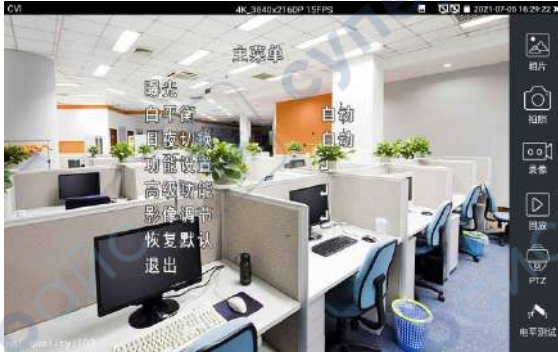 CVI 4K_3840x2160P 15FPS 2021-07-06 16:29:22
主菜单
曝光
白平衡 自动
日夜切换 自动
功能设置
高级功能
影像调节
恢复默认
退出
相片
拍照
录像
回放
PTZ
电平测试